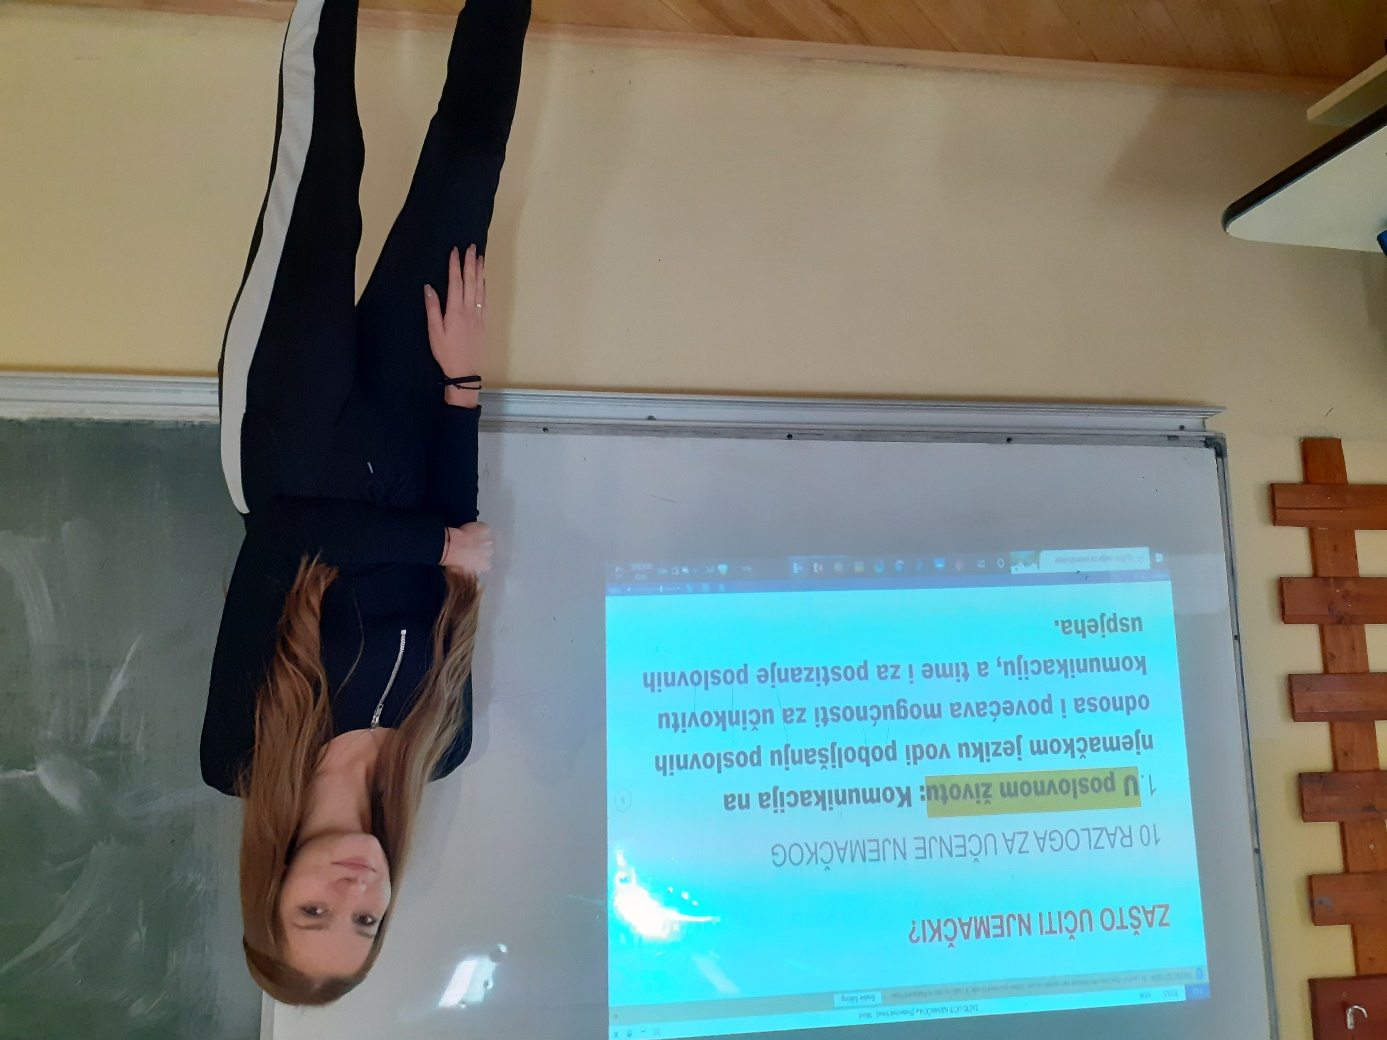 ZAŠTO UČITI NJEMAČKI?
10 RAZLOGA ZA UČENJE NJEMAČKOG
1. U poslovnom životu: Komunikacija na
njemačkom jeziku vodi poboljšanju poslovnih
odnosa i povećava mogućnosti za učinkovitu
komunikaciju, a time i za postizanje poslovnih
uspjeha.